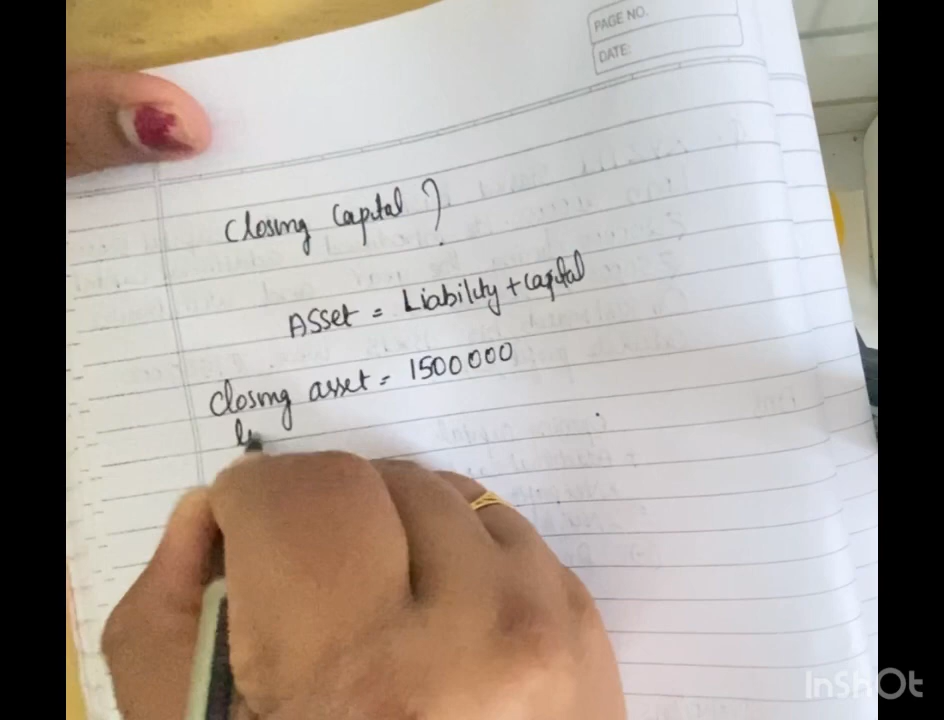 PAGE NO.
DATE:
Closing Capital ?
Asset = Liability + Capital
Closing asset = 1500000
InShOt